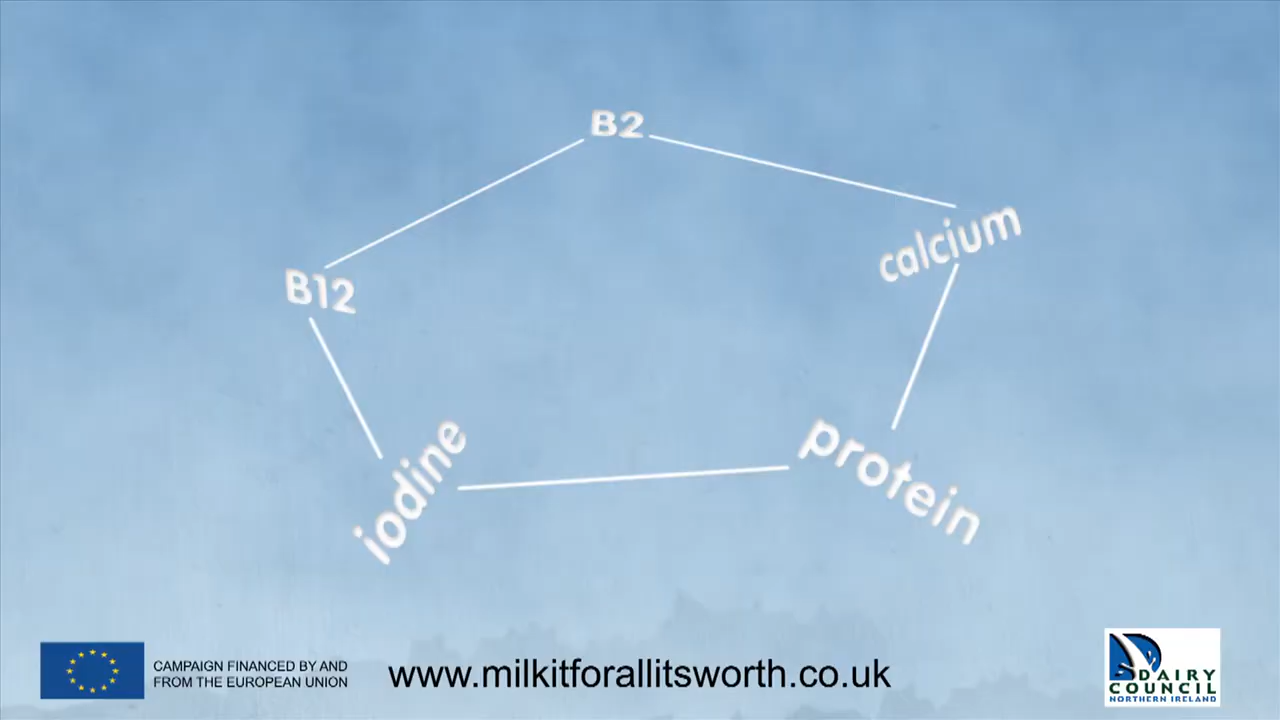 B2
calcium
B12
iodine
protein
CAMPAIGN FINANCED BY AND
FROM THE EUROPEAN UNION
www.milkitforallitsworth.co.uk
DAIRY
COUNCIL
NORTHERN IRELAND